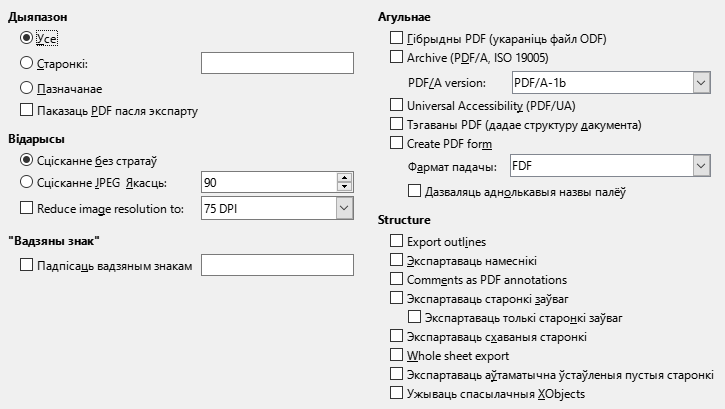 Дыяпазон
Усе
Старонкі:
Пазначанае
Паказаць PDF пасля экспарту
Відарысы
Сцісканне без стратаў
Сцісканне JPEG Якасць:
90
Reduce image resolution to:
75 DPI
"Вадзяны знак"
Падпісаць вадзяным знакам
Агульнае
Гібрыдны PDF (укараніць файл ODF)
Archive (PDF/A, ISO 19005)
PDF/A version:
PDF/A-1b
Universal Accessibility (PDF/UA)
Тэгаваны PDF (дадае структуру дакумента)
Create PDF form
Фармат падачы:
FDF
Дазваляць аднолькавыя назвы палёў
Structure
Export outlines
Экспартаваць намеснікі
Comments as PDF annotations
Экспартаваць старонкі заўваг
Экспартаваць толькі старонкі заўваг
Экспартаваць схаваныя старонкі
Whole sheet export
Экспартаваць аўтаматычна ўстаўленыя пустыя старонкі
Ужываць спасылачныя XObjects